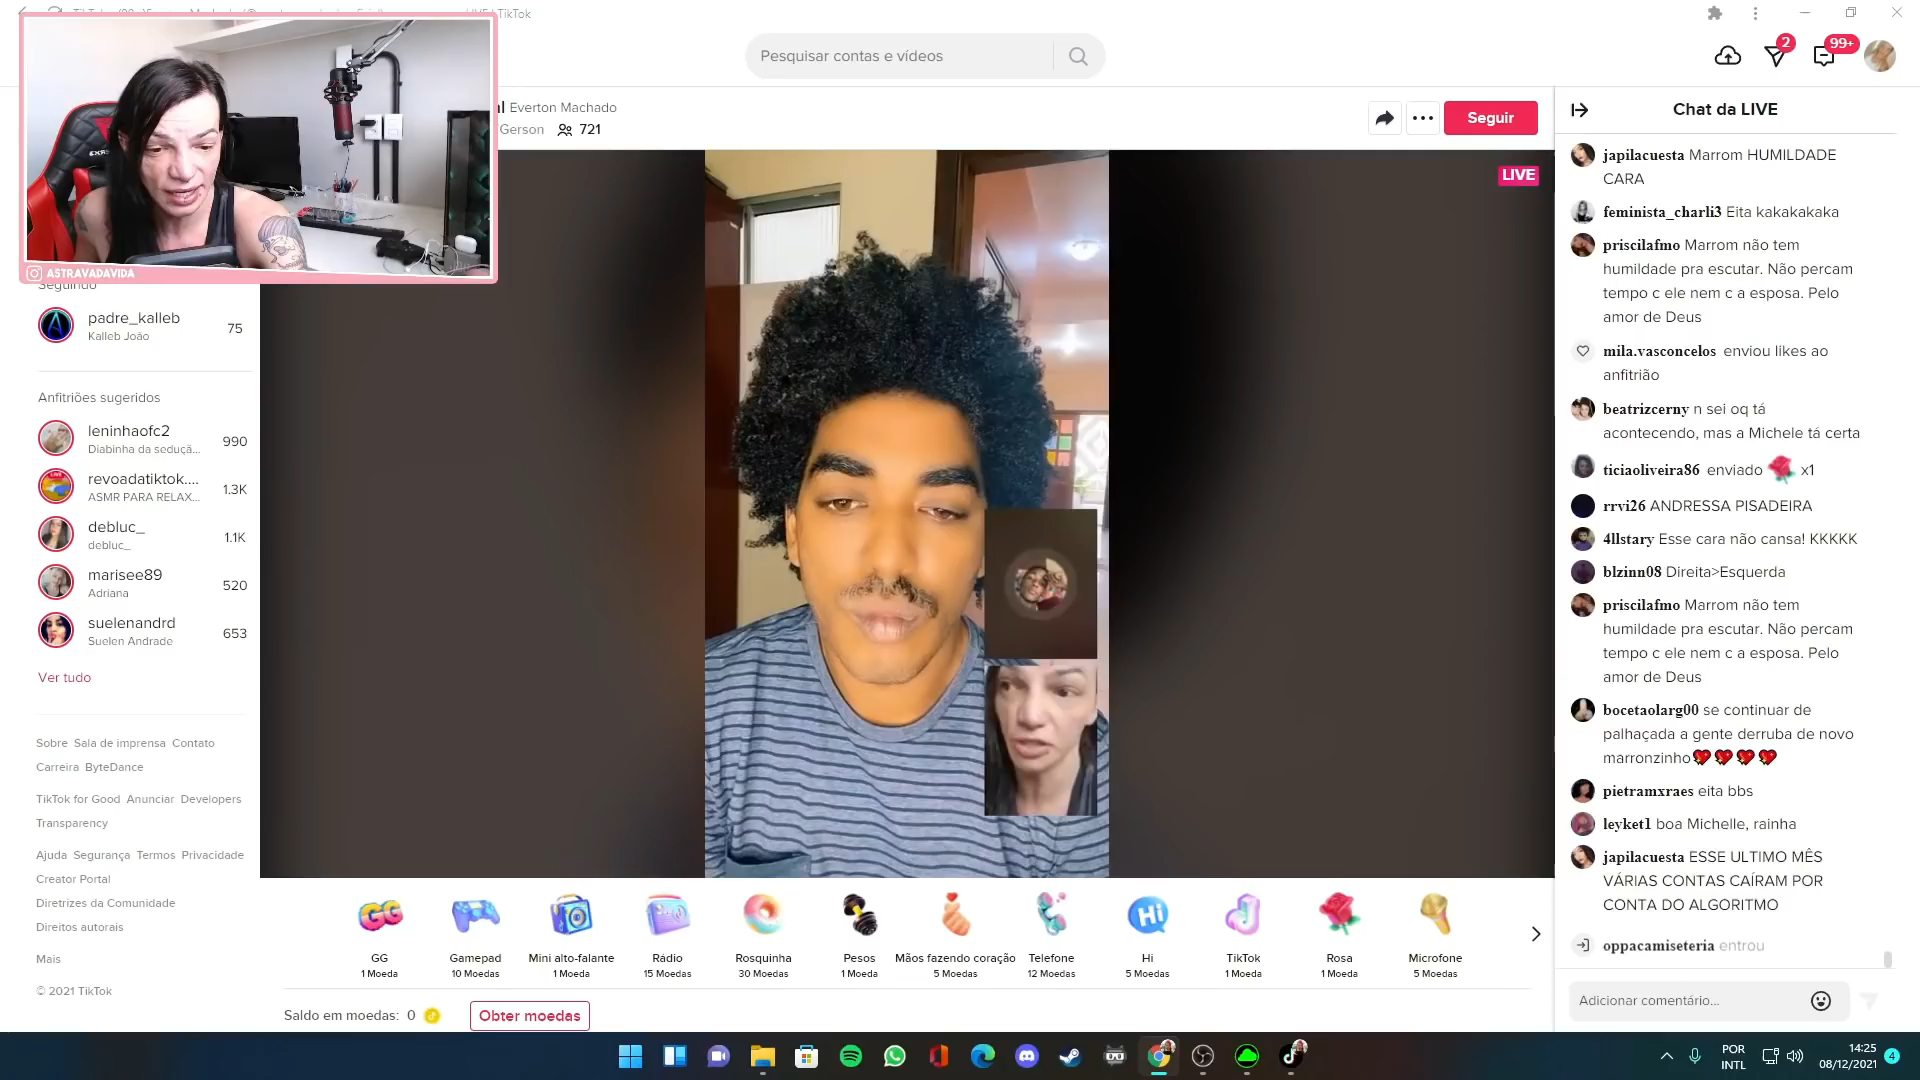 LIVE | TikTok
Pesquisar contas e vídeos
2
99+
ASTRAVADAVIDA
Everton Machado
Gerson 721
Seguir
LIVE
Seguindo
padre_kalleb
Kalleb João
75
Anfitriões sugeridos
leninhaofc2
Diabinha da seduçã...
990
revoadatiktok....
ASMR PARA RELAX...
1.3K
debluc_
debluc_
1.1K
marisee89
Adriana
520
suelenandrd
Suelen Andrade
653
Ver tudo
Sobre Sala de imprensa Contato
Carreira ByteDance
TikTok for Good Anunciar Developers
Transparency
Ajuda Segurança Termos Privacidade
Creator Portal
Diretrizes da Comunidade
Direitos autorais
Mais
© 2021 TikTok
GG
1 Moeda
Gamepad
10 Moedas
Mini alto-falante
1 Moeda
Rádio
15 Moedas
Rosquinha
30 Moedas
Pesos
1 Moeda
Mãos fazendo coração
5 Moedas
Telefone
12 Moedas
Hi
Hi
5 Moedas
TikTok
1 Moeda
Rosa
1 Moeda
Microfone
5 Moedas
Saldo em moedas: 0
Obter moedas
Chat da LIVE
japilacuesta Marrom HUMILDADE
CARA
feminista_charli3 Eita kakakakaka
priscilafmo Marrom não tem
humildade pra escutar. Não percam
tempo c ele nem c a esposa. Pelo
amor de Deus
mila.vasconcelos enviou likes ao
anfitrião
beatrizcerny n sei oq tá
acontecendo, mas a Michele tá certa
ticiaoliveira86 enviado x1
rrvi26 ANDRESSA PISADEIRA
4llstary Esse cara não cansa! KKKKK
blzinn08 Direita>Esquerda
priscilafmo Marrom não tem
humildade pra escutar. Não percam
tempo c ele nem c a esposa. Pelo
amor de Deus
bocetaolarg00 se continuar de
palhaçada a gente derruba de novo
marronzinho💘💘💘💘
pietramxraes eita bbs
leyket1 boa Michelle, rainha
japilacuesta ESSE ULTIMO MÊS
VÁRIAS CONTAS CAÍRAM POR
CONTA DO ALGORITMO
oppacamiseteria entrou
Adicionar comentário...
POR
INTL
14:25
08/12/2021
4